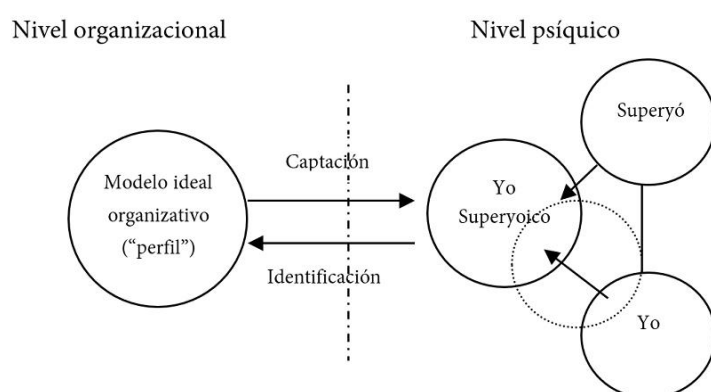 Nivel organizacional
Nivel psíquico
Superyó
Captación
Modelo ideal
organizativo
(“perfil”)
Yo
Superyoico
Identificación
Yo